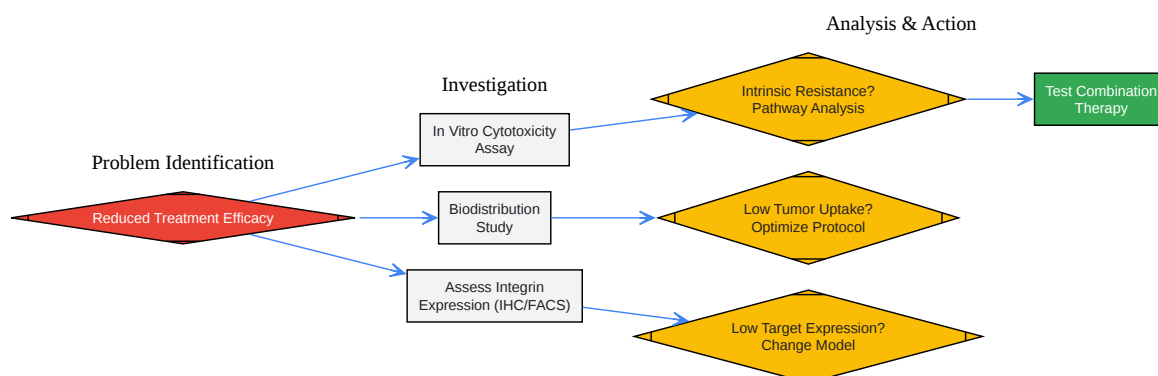 Analysis & Action
Investigation
Problem Identification
Reduced Treatment Efficacy
In Vitro Cytotoxicity
Assay
Biodistribution
Study
Assess Integrin
Expression (IHC/FACS)
Intrinsic Resistance?
Pathway Analysis
Low Tumor Uptake?
Optimize Protocol
Low Target Expression?
Change Model
Test Combination
Therapy